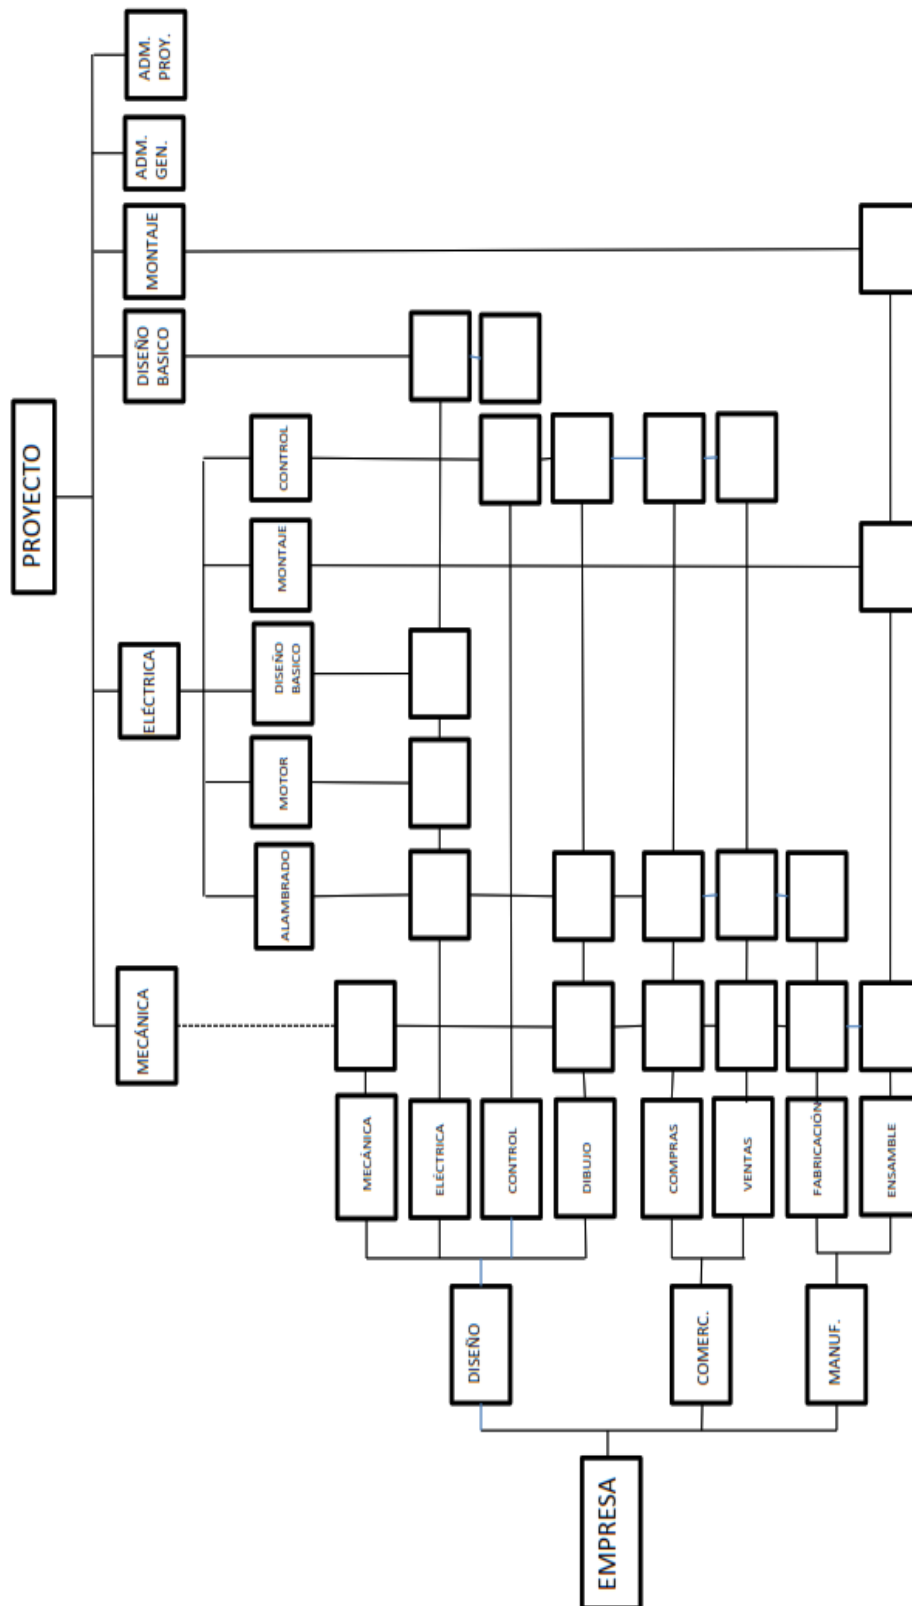 PROYECTO
ADM.
PROY.
ADM.
GEN.
MONTAJE
DISEÑO
BASICO
ELÉCTRICA
MECÁNICA
CONTROL
MONTAJE
DISEÑO
BASICO
MOTOR
ALAMBRADO
MECÁNICA
ELÉCTRICA
CONTROL
DIBUJO
COMPRAS
VENTAS
FABRICACIÓN
ENSAMBLE
DISEÑO
COMERC.
MANUF.
EMPRESA